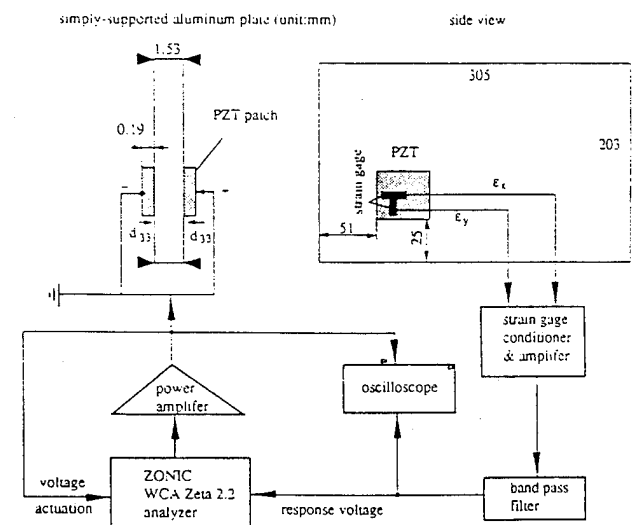 simply-supported aluminum plate (unit:mm)
side view
1.53
305
PZT patch
0.19
203
PZT
strain gage
εx
εy
d33
d33
51
25
strain gage
conditioner
& amplifer
power
amplifer
oscilloscope
voltage
actuation
ZONIC
WCA Zeta 2.2
analyzer
response voltage
band pass
filter